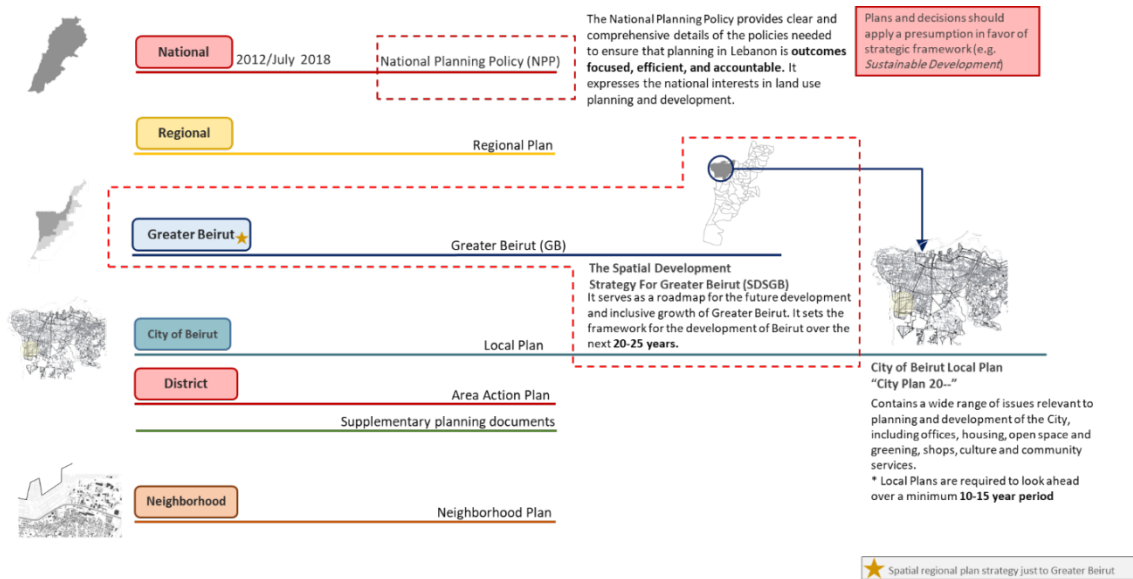 National
2012/July 2018
National Planning Policy (NPP)
The National Planning Policy provides clear and
comprehensive details of the policies needed
to ensure that planning in Lebanon is outcomes
focused, efficient, and accountable. It
expresses the national interests in land use
planning and development.
Plans and decisions should
apply a presumption in favor of
strategic framework (e.g.
Sustainable Development)
Regional
Regional Plan
Greater Beirut
Greater Beirut (GB)
The Spatial Development
Strategy For Greater Beirut (SDSGB)
It serves as a roadmap for the future development
and inclusive growth of Greater Beirut. It sets the
framework for the development of Beirut over the
next 20-25 years.
City of Beirut
Local Plan
City of Beirut Local Plan
“City Plan 20--”
Contains a wide range of issues relevant to
planning and development of the City,
including offices, housing, open space and
greening, shops, culture and community
services.
* Local Plans are required to look ahead
over a minimum 10-15 year period
District
Area Action Plan
Supplementary planning documents
Neighborhood
Neighborhood Plan
Spatial regional plan strategy just to Greater Beirut